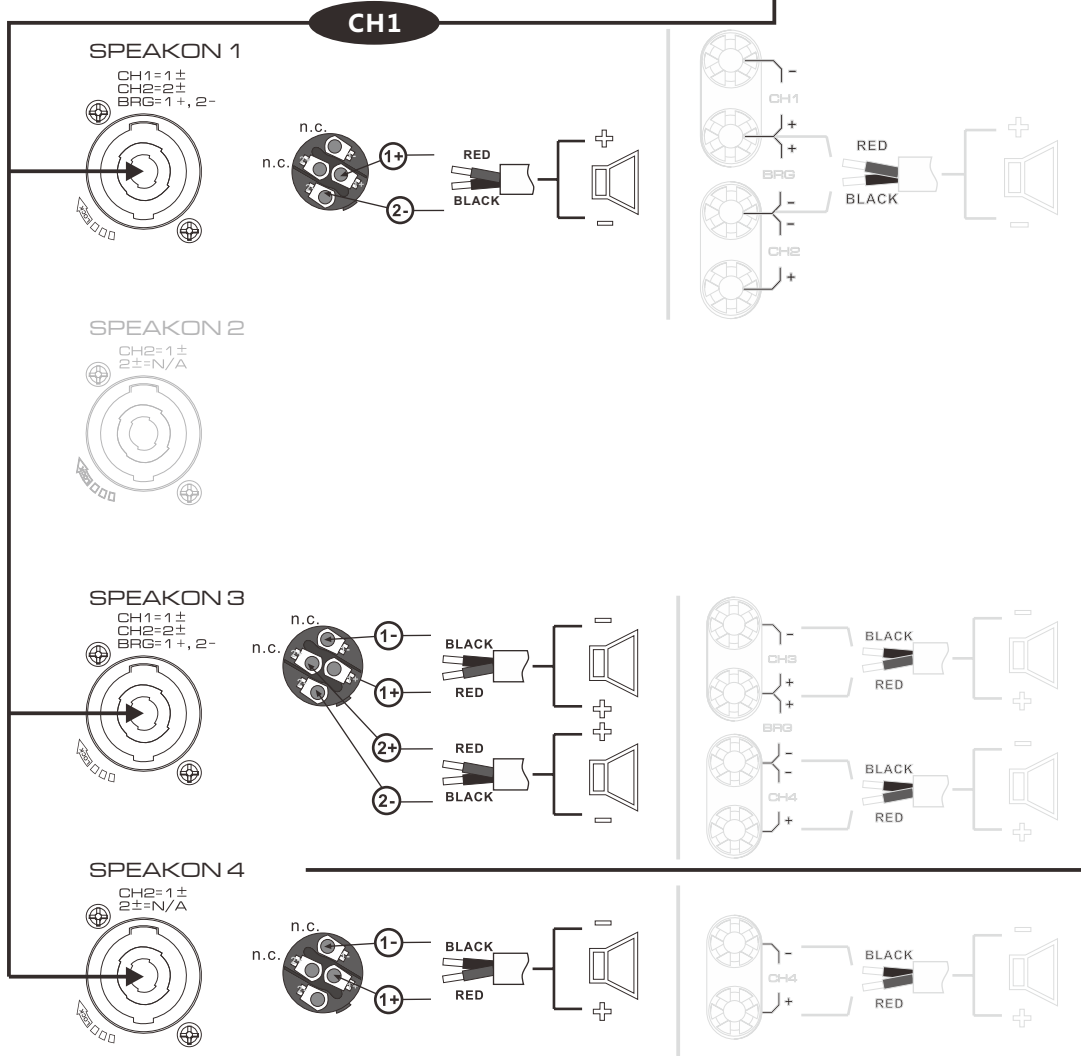 CH1
SPEAKON 1
CH1=1±
CH2=2±
BRG=1+, 2-
n.c.
n.c.
1+
2-
RED
BLACK
+
-
-
CH1
+
+
BRG
-
-
CH2
+
RED
BLACK
+
-
SPEAKON 2
CH2=1±
2±=N/A
SPEAKON 3
CH1=1±
CH2=2±
BRG=1+, 2-
n.c.
n.c.
1-
1+
2+
2-
BLACK
RED
-
+
RED
BLACK
+
-
-
CH3
+
+
BRG
-
-
CH4
+
BLACK
RED
-
+
BLACK
RED
-
+
SPEAKON 4
CH2=1±
2±=N/A
n.c.
n.c.
1-
1+
BLACK
RED
-
+
-
CH4
+
BLACK
RED
-
+